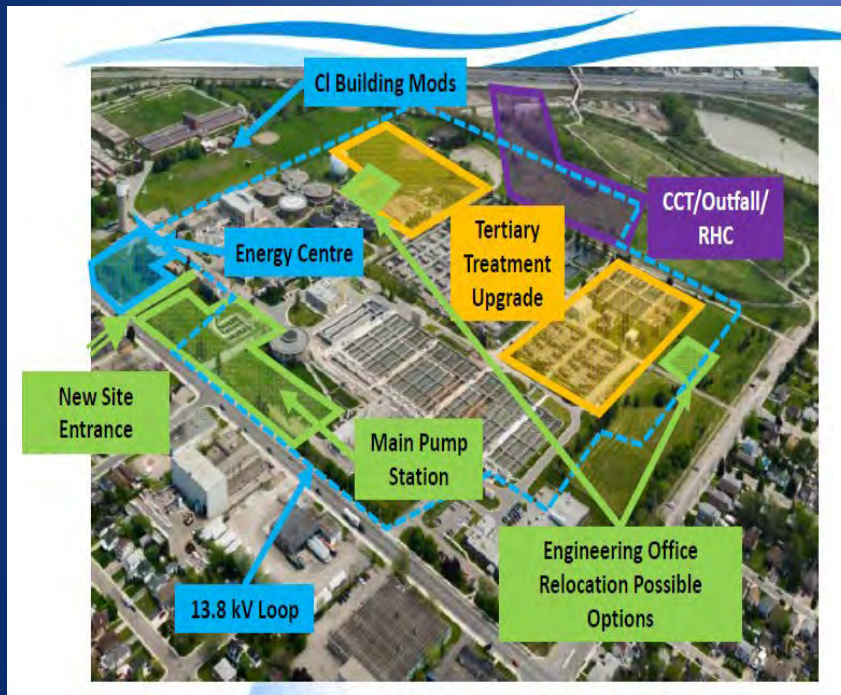 Cl Building Mods
CCT/Outfall/
RHC
Energy Centre
Tertiary
Treatment
Upgrade
New Site
Entrance
Main Pump
Station
Engineering Office
Relocation Possible
Options
13.8 kV Loop